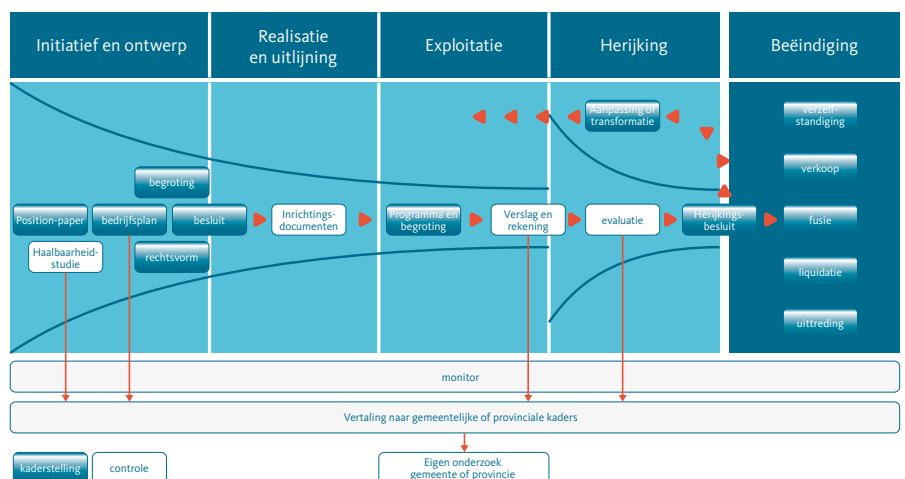 Initiatief en ontwerp
Realisatie
en uitlijning
Exploitatie
Herijking
Beëindiging
Aanpassing of
transformatie
verzelf-
standiging
verkoop
begroting
Position-paper
bedrijfsplan
besluit
Inrichtings-
documenten
Programma en
begroting
Verslag en
rekening
evaluatie
Herijkings-
besluit
fusie
Haalbaarheid-
studie
rechtsvorm
liquidatie
uittreding
monitor
Vertaling naar gemeentelijke of provinciale kaders
kaderstelling
controle
Eigen onderzoek
gemeente of provincie